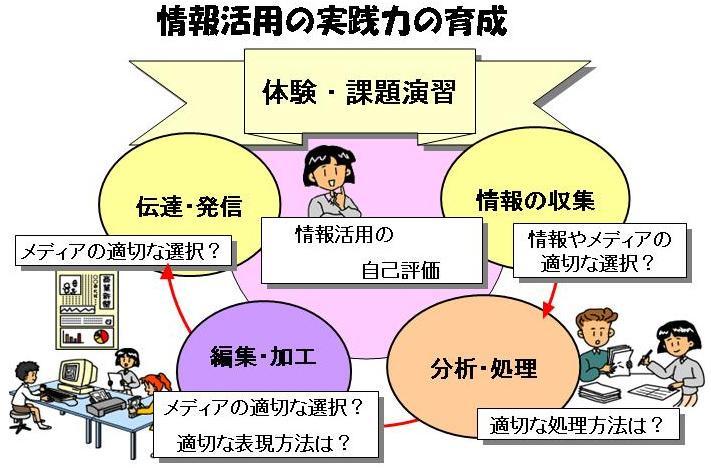 情報活用の実践力の育成
体験・課題演習
伝達・発信
情報の収集
メディアの適切な選択？
情報活用の
自己評価
情報やメディアの
適切な選択？
編集・加工
分析・処理
メディアの適切な選択？
適切な表現方法は？
適切な処理方法は？